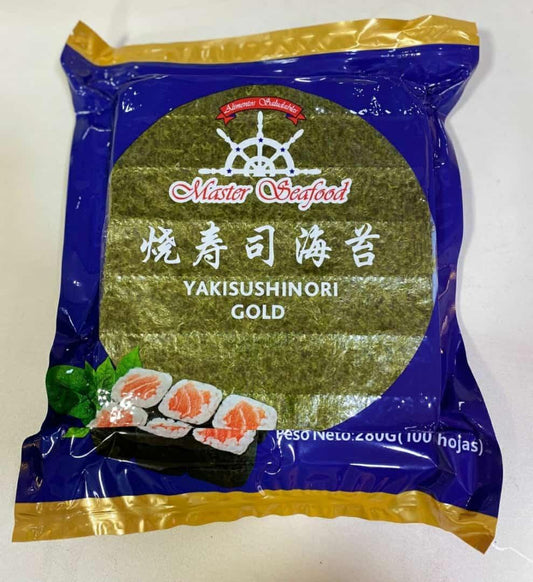 Alimentos Saludables
Master Seafood
烧寿司海苔
YAKISUSHINORI
GOLD
Peso Neto:280G(100 hojas)